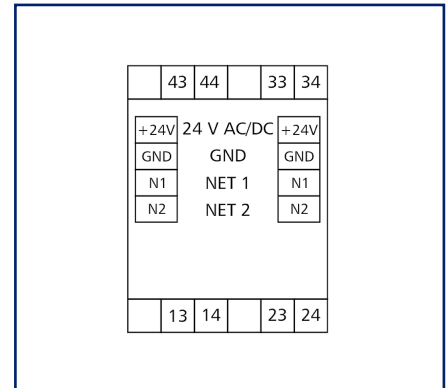 43 44 33 34
+24V 24 V AC/DC +24V
GND GND GND
N1 NET 1 N1
N2 NET 2 N2
13 14 23 24